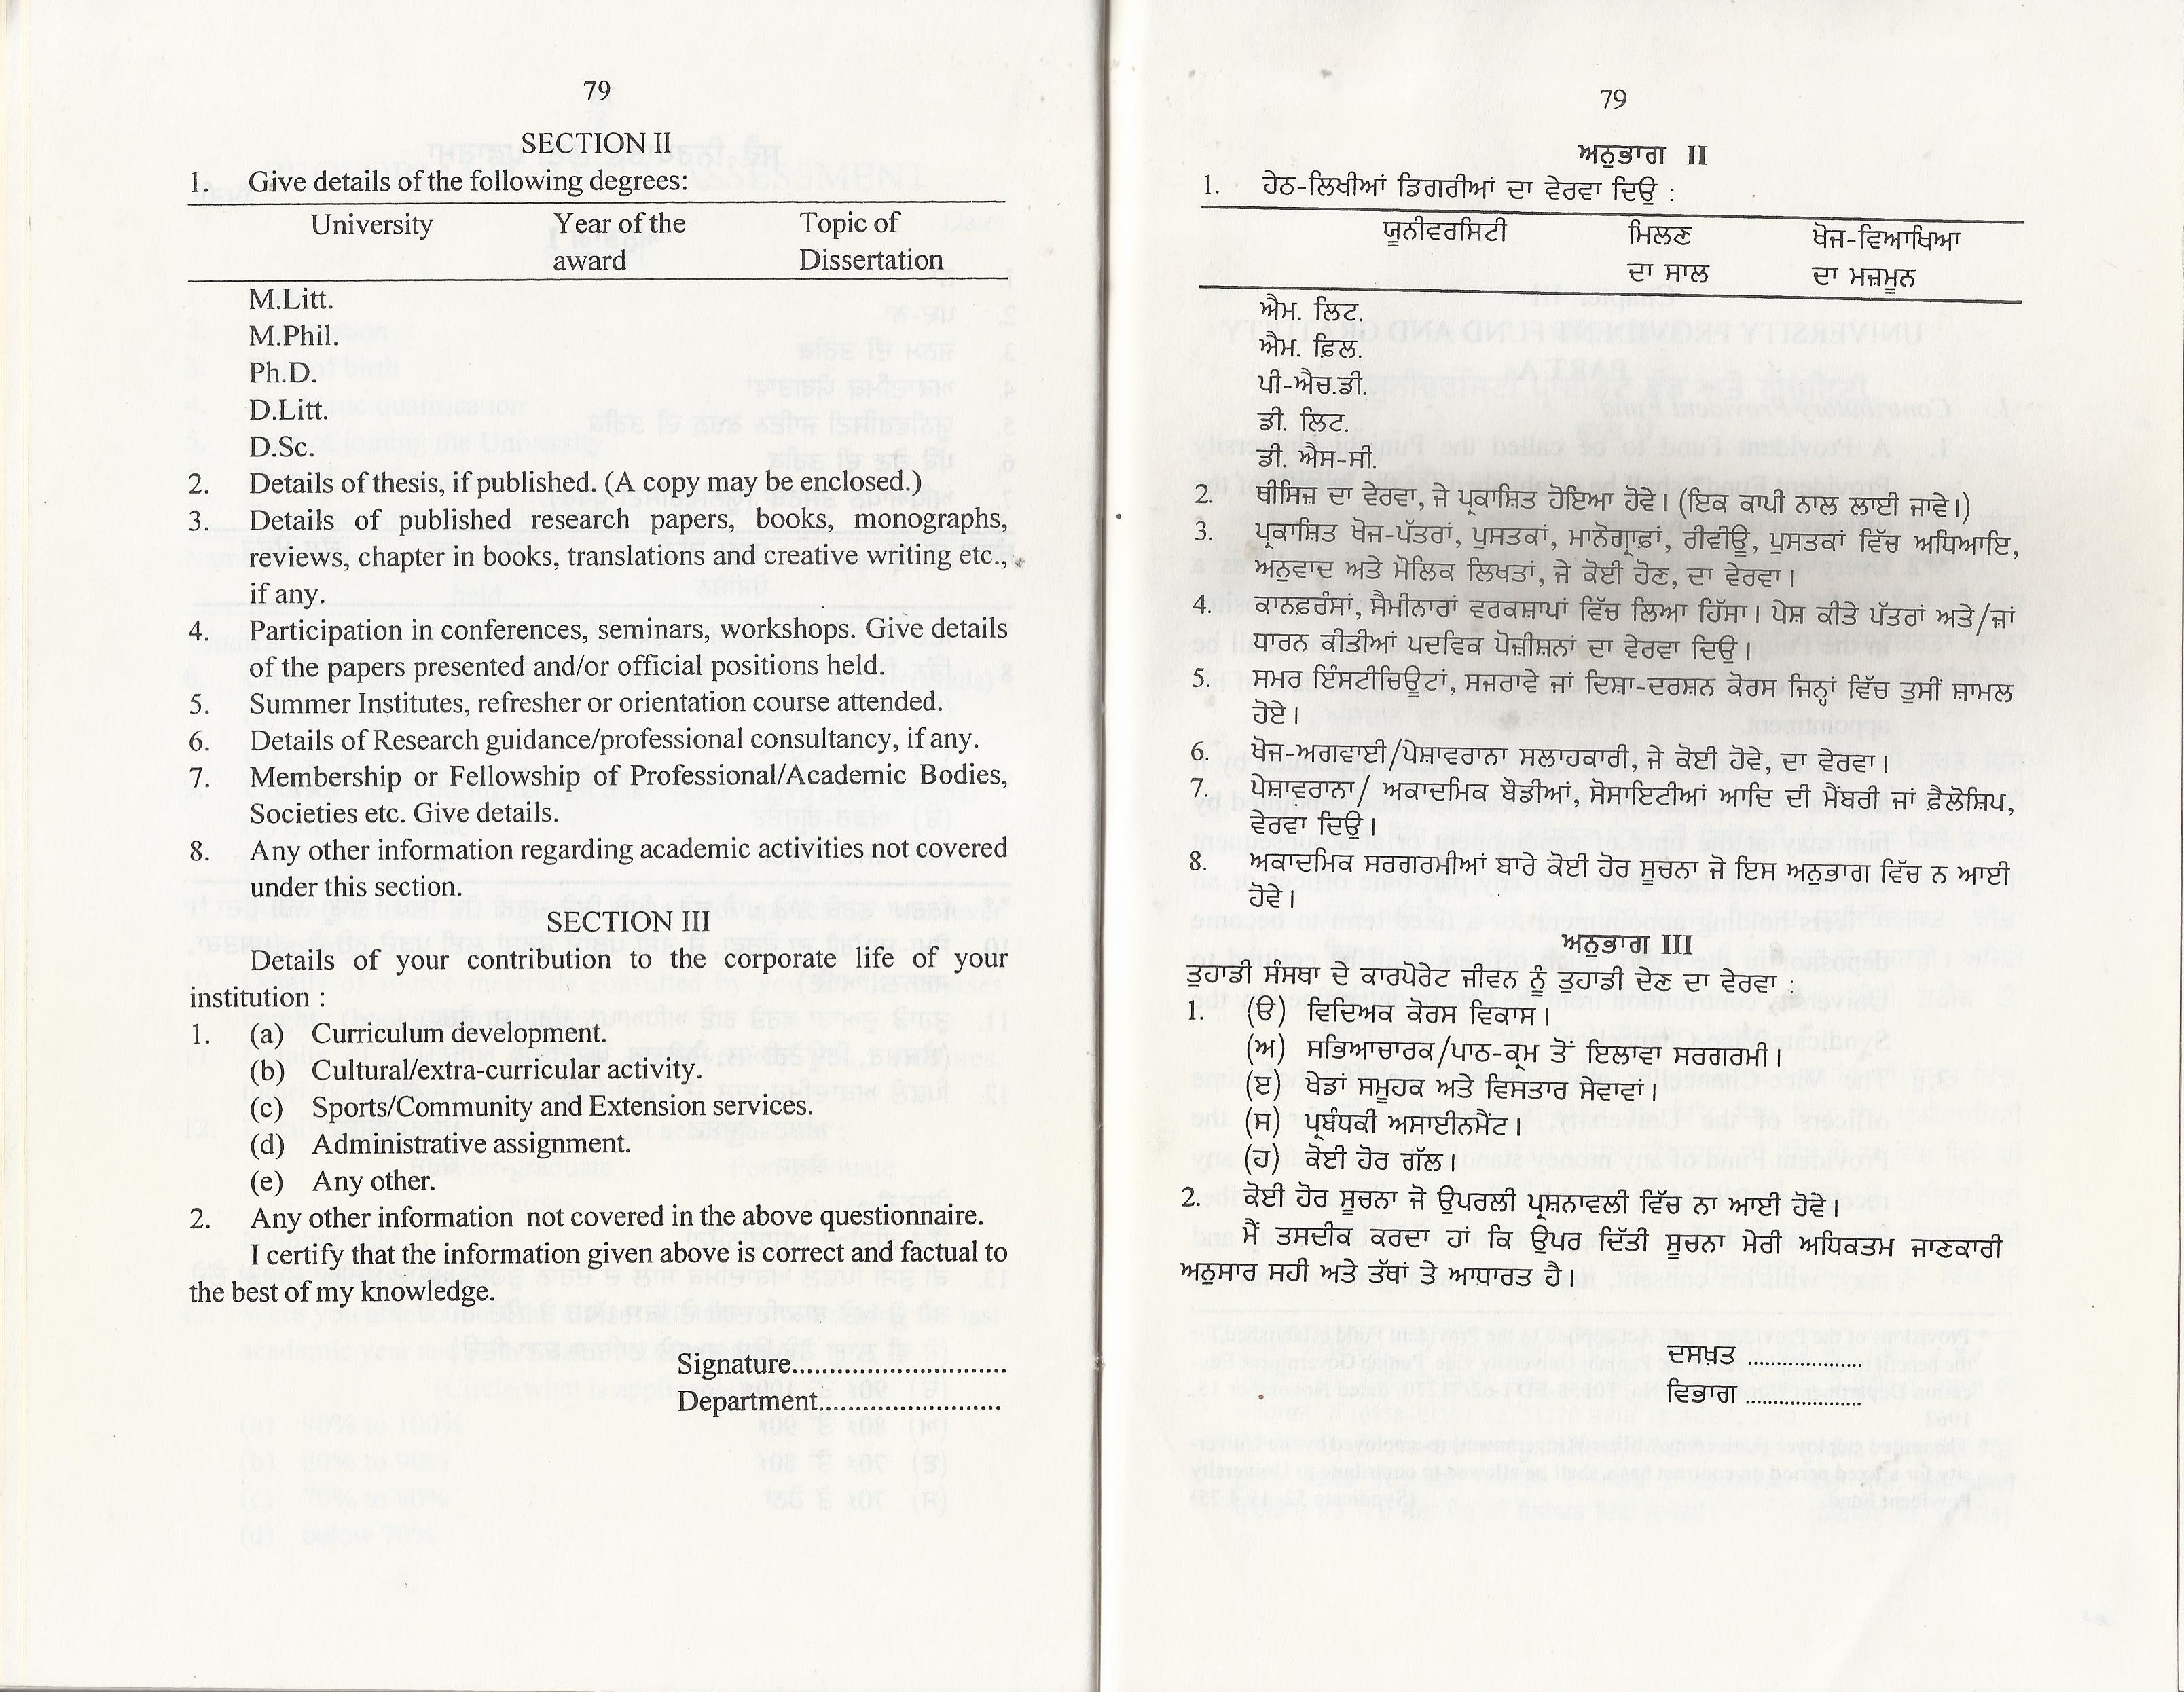 79
SECTION II
1. Give details of the following degrees:
University Year of the Topic of
award Dissertation
M.Litt.
M.Phil.
Ph.D.
D.Litt.
D.Sc.
2. Details of thesis, if published. (A copy may be enclosed.)
3. Details of published research papers, books, monographs,
reviews, chapter in books, translations and creative writing etc.,
if any.
4. Participation in conferences, seminars, workshops. Give details
of the papers presented and/or official positions held.
5. Summer Institutes, refresher or orientation course attended.
6. Details of Research guidance/professional consultancy, if any.
7. Membership or Fellowship of Professional/Academic Bodies,
Societies etc. Give details.
8. Any other information regarding academic activities not covered
under this section.
SECTION III
Details of your contribution to the corporate life of your
institution :
1. (a) Curriculum development.
(b) Cultural/extra-curricular activity.
(c) Sports/Community and Extension services.
(d) Administrative assignment.
(e) Any other.
2. Any other information not covered in the above questionnaire.
I certify that the information given above is correct and factual to
the best of my knowledge.
Signature...........................
Department.........................
79
ਅਨੁਭਾਗ II
1. ਹੇਠ-ਲਿਖੀਆਂ ਡਿਗਰੀਆਂ ਦਾ ਵੇਰਵਾ ਦਿਉ :
ਯੂਨੀਵਰਸਿਟੀ ਮਿਲਣ ਖੋਜ-ਵਿਆਖਿਆ
ਦਾ ਸਾਲ ਦਾ ਮਜ਼ਮੂਨ
ਐਮ. ਲਿਟ.
ਐਮ. ਫ਼ਿਲ.
ਪੀ-ਐਚ.ਡੀ.
ਡੀ. ਲਿਟ.
ਡੀ. ਐਸ-ਸੀ.
2. ਥੀਸਿਜ਼ ਦਾ ਵੇਰਵਾ, ਜੇ ਪ੍ਰਕਾਸ਼ਿਤ ਹੋਇਆ ਹੋਵੇ। (ਇਕ ਕਾਪੀ ਨਾਲ ਲਾਈ ਜਾਵੇ।)
3. ਪ੍ਰਕਾਸ਼ਿਤ ਖੋਜ-ਪੱਤਰਾਂ, ਪੁਸਤਕਾਂ, ਮਾਨੋਗ੍ਰਾਫ਼ਾਂ, ਰੀਵੀਊ, ਪੁਸਤਕਾਂ ਵਿੱਚ ਅਧਿਆਇ,
ਅਨੁਵਾਦ ਅਤੇ ਮੌਲਿਕ ਲਿਖਤਾਂ, ਜੇ ਕੋਈ ਹੋਣ, ਦਾ ਵੇਰਵਾ।
4. ਕਾਨਫ਼ਰੰਸਾਂ, ਸੈਮੀਨਾਰਾਂ ਵਰਕਸ਼ਾਪਾਂ ਵਿੱਚ ਲਿਆ ਹਿੱਸਾ। ਪੇਸ਼ ਕੀਤੇ ਪੱਤਰਾਂ ਅਤੇ/ਜਾਂ
ਧਾਰਨ ਕੀਤੀਆਂ ਪਦਵਿਕ ਪੋਜ਼ੀਸ਼ਨਾਂ ਦਾ ਵੇਰਵਾ ਦਿਉ।
5. ਸਮਰ ਇੰਸਟੀਚਿਊਟਾਂ, ਸਜਰਾਵੇ ਜਾਂ ਦਿਸ਼ਾ-ਦਰਸ਼ਨ ਕੋਰਸ ਜਿਨ੍ਹਾਂ ਵਿੱਚ ਤੁਸੀਂ ਸ਼ਾਮਲ
ਹੋਏ।
6. ਖੋਜ-ਅਗਵਾਈ/ਪੇਸ਼ਾਵਰਾਨਾ ਸਲਾਹਕਾਰੀ, ਜੇ ਕੋਈ ਹੋਵੇ, ਦਾ ਵੇਰਵਾ।
7. ਪੇਸ਼ਾਵਰਾਨਾ/ ਅਕਾਦਮਿਕ ਬੌਡੀਆਂ, ਸੋਸਾਇਟੀਆਂ ਆਦਿ ਦੀ ਮੈਂਬਰੀ ਜਾਂ ਫ਼ੈਲੋਸ਼ਿਪ,
ਵੇਰਵਾ ਦਿਉ।
8. ਅਕਾਦਮਿਕ ਸਰਗਰਮੀਆਂ ਬਾਰੇ ਕੋਈ ਹੋਰ ਸੂਚਨਾ ਜੋ ਇਸ ਅਨੁਭਾਗ ਵਿੱਚ ਨ ਆਈ
ਹੋਵੇ।
ਅਨੁਭਾਗ III
ਤੁਹਾਡੀ ਸੰਸਥਾ ਦੇ ਕਾਰਪੋਰੇਟ ਜੀਵਨ ਨੂੰ ਤੁਹਾਡੀ ਦੇਣ ਦਾ ਵੇਰਵਾ :
1. (ੳ) ਵਿਦਿਅਕ ਕੋਰਸ ਵਿਕਾਸ।
(ਅ) ਸਭਿਆਚਾਰਕ/ਪਾਠ-ਕ੍ਰਮ ਤੋਂ ਇਲਾਵਾ ਸਰਗਰਮੀ।
(ੲ) ਖੇਡਾਂ ਸਮੂਹਕ ਅਤੇ ਵਿਸਤਾਰ ਸੇਵਾਵਾਂ।
(ਸ) ਪ੍ਰਬੰਧਕੀ ਅਸਾਈਨਮੈਂਟ।
(ਹ) ਕੋਈ ਹੋਰ ਗੱਲ।
2. ਕੋਈ ਹੋਰ ਸੂਚਨਾ ਜੋ ਉਪਰਲੀ ਪ੍ਰਸ਼ਨਾਵਲੀ ਵਿੱਚ ਨਾ ਆਈ ਹੋਵੇ।
ਮੈਂ ਤਸਦੀਕ ਕਰਦਾ ਹਾਂ ਕਿ ਉਪਰ ਦਿੱਤੀ ਸੂਚਨਾ ਮੇਰੀ ਅਧਿਕਤਮ ਜਾਣਕਾਰੀ
ਅਨੁਸਾਰ ਸਹੀ ਅਤੇ ਤੱਥਾਂ ਤੇ ਆਧਾਰਤ ਹੈ।
ਦਸਖ਼ਤ ....................
ਵਿਭਾਗ ....................